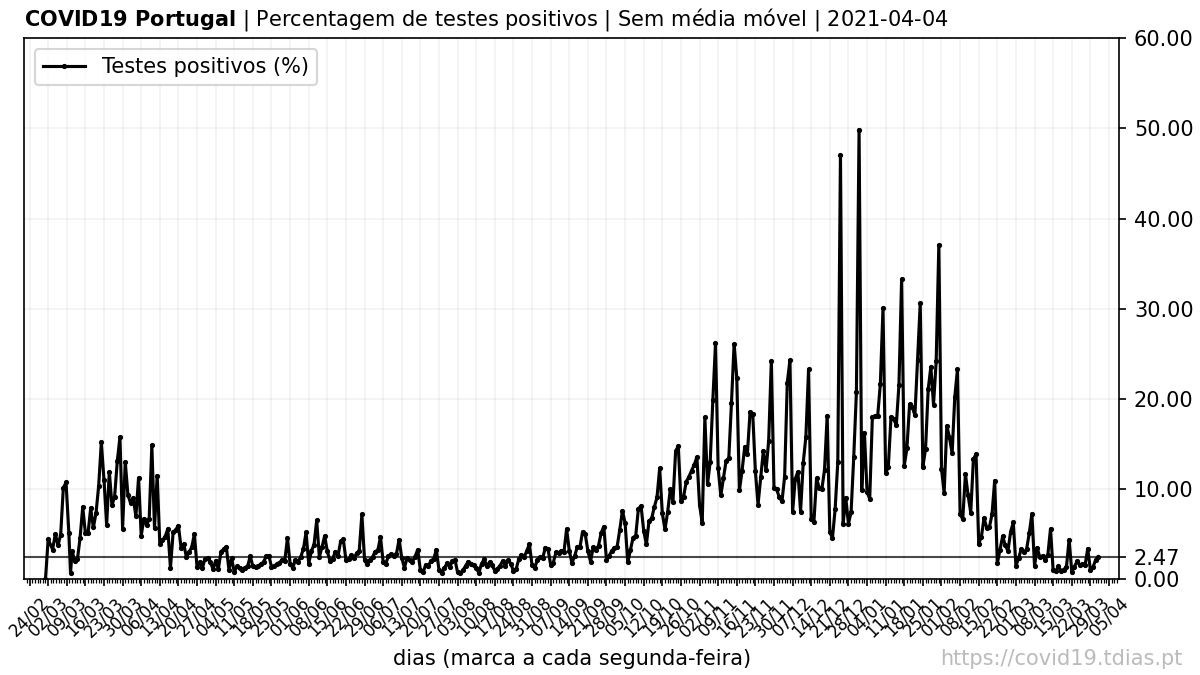 COVID19 Portugal | Percentagem de testes positivos | Sem média móvel | 2021-04-04
Testes positivos (%)
60.00
50.00
40.00
30.00
20.00
10.00
2.47
0.00
24/02 02/03 09/03 16/03 23/03 30/03 06/04 13/04 20/04 27/04 04/05 11/05 18/05 25/05 01/06 08/06 15/06 22/06 29/06 06/07 13/07 20/07 27/07 03/08 10/08 17/08 24/08 31/08 07/09 14/09 21/09 28/09 05/10 12/10 19/10 26/10 02/11 09/11 16/11 23/11 30/11 07/12 14/12 21/12 28/12 04/01 11/01 18/01 25/01 01/02 08/02 15/02 22/02 01/03 08/03 15/03 22/03 29/03 05/04
dias (marca a cada segunda-feira)
https://covid19.tdias.pt